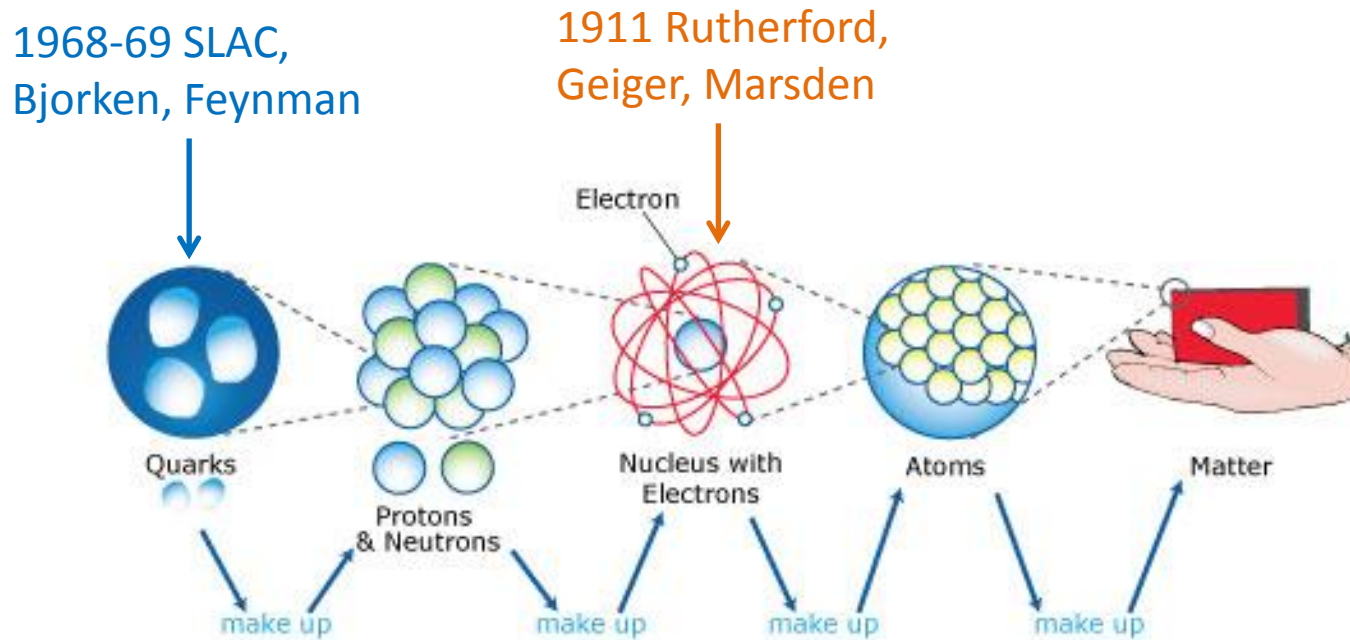 1968-69 SLAC,
Bjorken, Feynman
1911 Rutherford,
Geiger, Marsden
Electron
Quarks
Protons
& Neutrons
Nucleus with
Electrons
Atoms
Matter
make up
make up
make up
make up